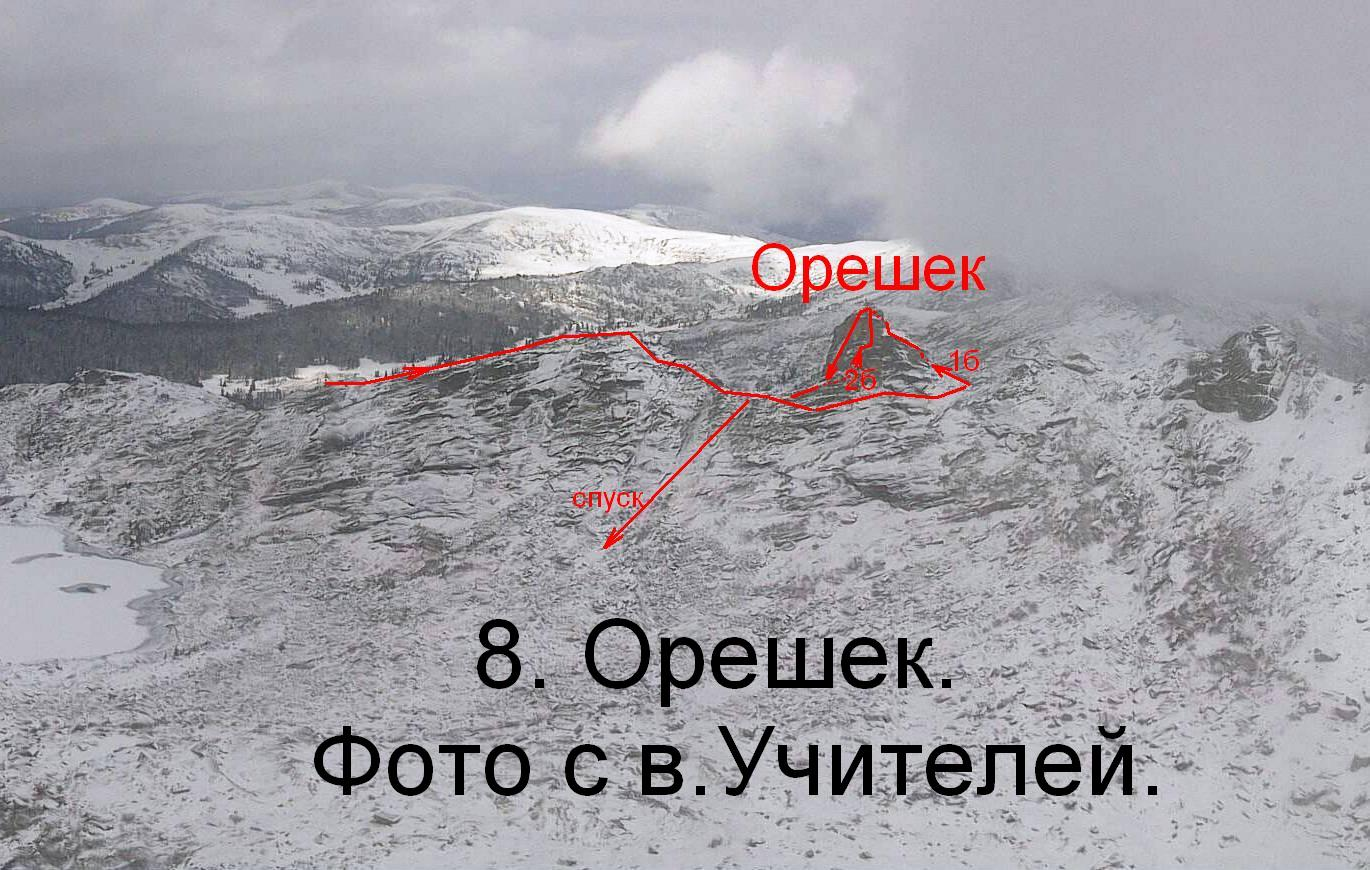 Орешек
1б
2б
спуск
8. Орешек.
Фото с в.Учителей.